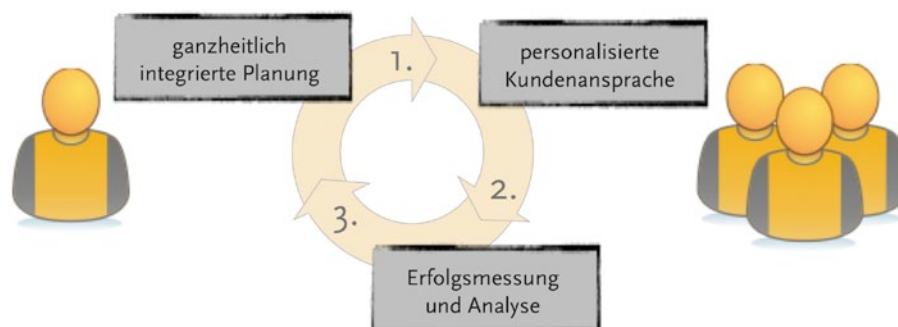 ganzheitlich
integrierte Planung
1.
personalisierte
Kundenansprache
2.
3.
Erfolgsmessung
und Analyse